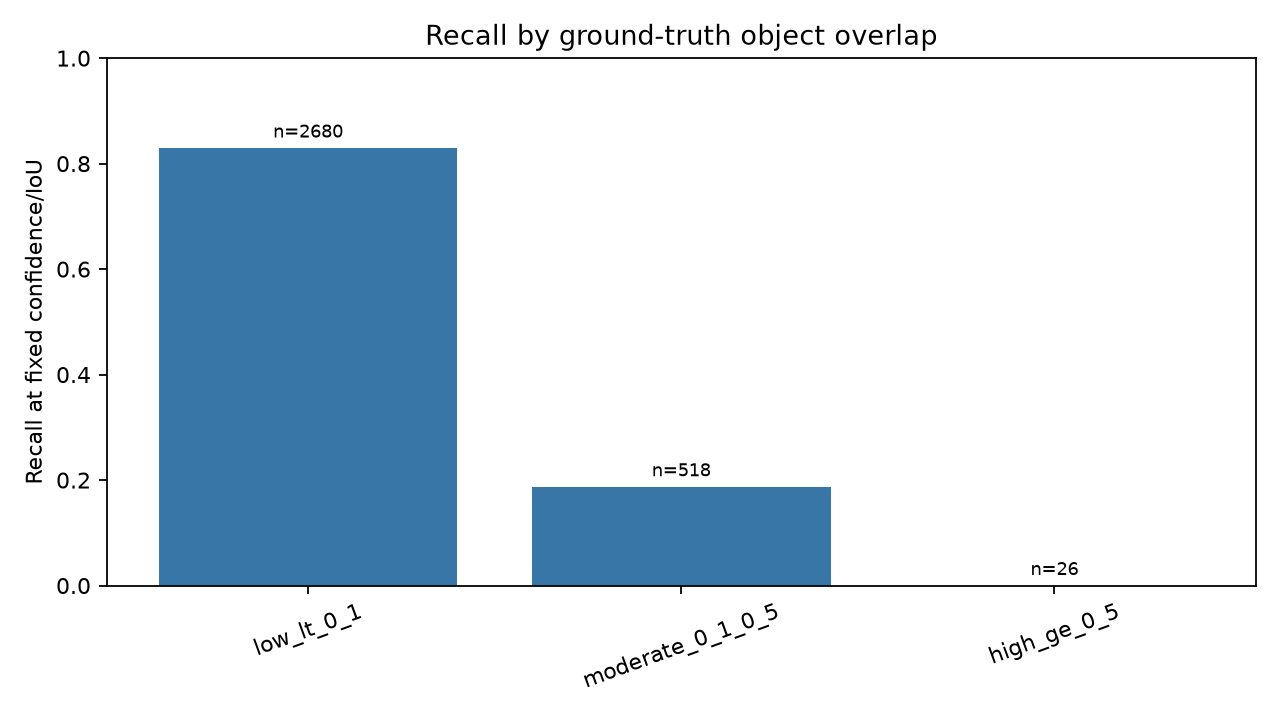 Recall by ground-truth object overlap
Recall at fixed confidence/IoU
1.0
0.8
0.6
0.4
0.2
0.0
n=2680
n=518
n=26
low_lt_0_1
moderate_0_1_0_5
high_ge_0_5